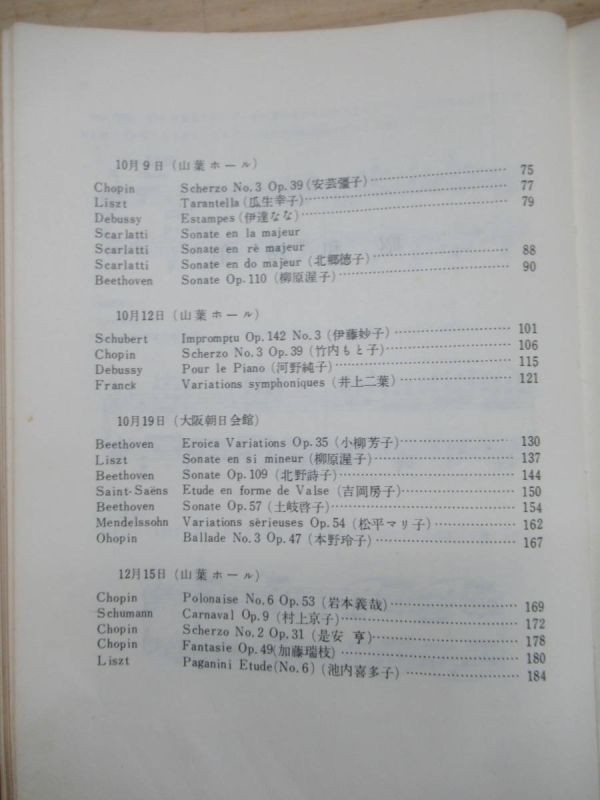 10月9日 (山葉ホール)
Chopin Scherzo No.3 Op.39 (安芸彊子) 75
Liszt Tarantella (瓜生幸子) 77
Debussy Estampes (伊達なな) 79
Scarlatti Sonate en la majeur
Scarlatti Sonate en rè majeur
Scarlatti Sonate en do majeur (北郷徳子) 88
Beethoven Sonate Op.110 (柳原渥子) 90
10月12日 (山葉ホール)
Schubert Impromptu Op.142 No.3 (伊藤妙子) 101
Chopin Scherzo No.3 Op.39 (竹内もと子) 106
Debussy Pour le Piano (河野純子) 115
Franck Variations symphoniques (井上二葉) 121
10月19日 (大阪朝日会館)
Beethoven Eroica Variations Op.35 (小柳芳子) 130
Liszt Sonate en si mineur (柳原渥子) 137
Beethoven Sonate Op.109 (北野詩子) 144
Saint-Saëns Etude en forme de Valse (吉岡房子) 150
Beethoven Sonate Op.57 (土岐啓子) 154
Mendelssohn Variations sèrieuses Op.54 (松平マリ子) 162
Ohopin Ballade No.3 Op.47 (本野玲子) 167
12月15日 (山葉ホール)
Chopin Polonaise No.6 Op.53 (岩本義哉) 169
Schumann Carnaval Op.9 (村上京子) 172
Chopin Scherzo No.2 Op.31 (是安 亨) 178
Chopin Fantasie Op.49(加藤瑞枝) 180
Liszt Paganini Etude(No.6) (池内喜多子) 184